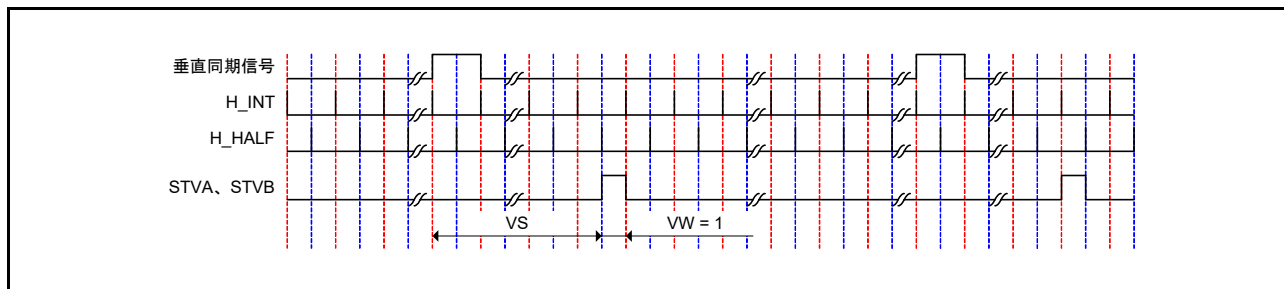 垂直同期信号
H_INT
H_HALF
STVA、STVB
VS
VW = 1